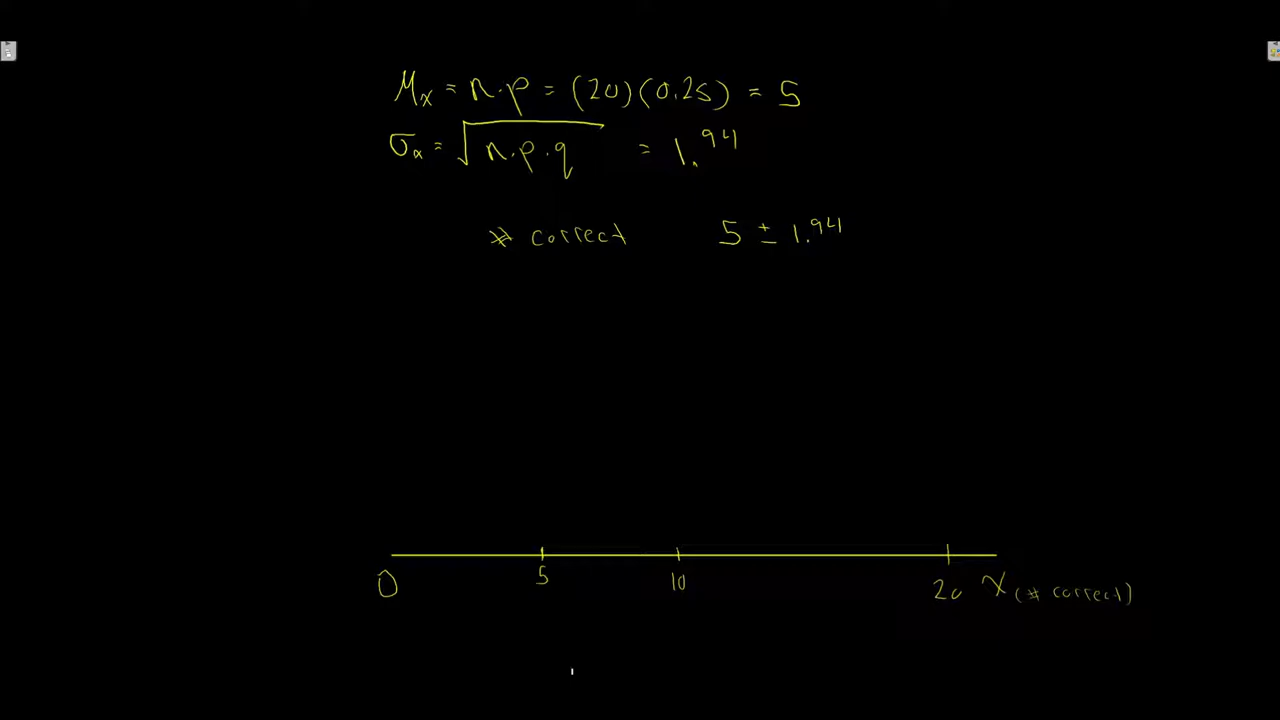 μx = n·p = (20)(0.25) = 5
σx = √n·p·q = 1.94
# correct 5 ± 1.94
0 5 10 20 X (# correct)